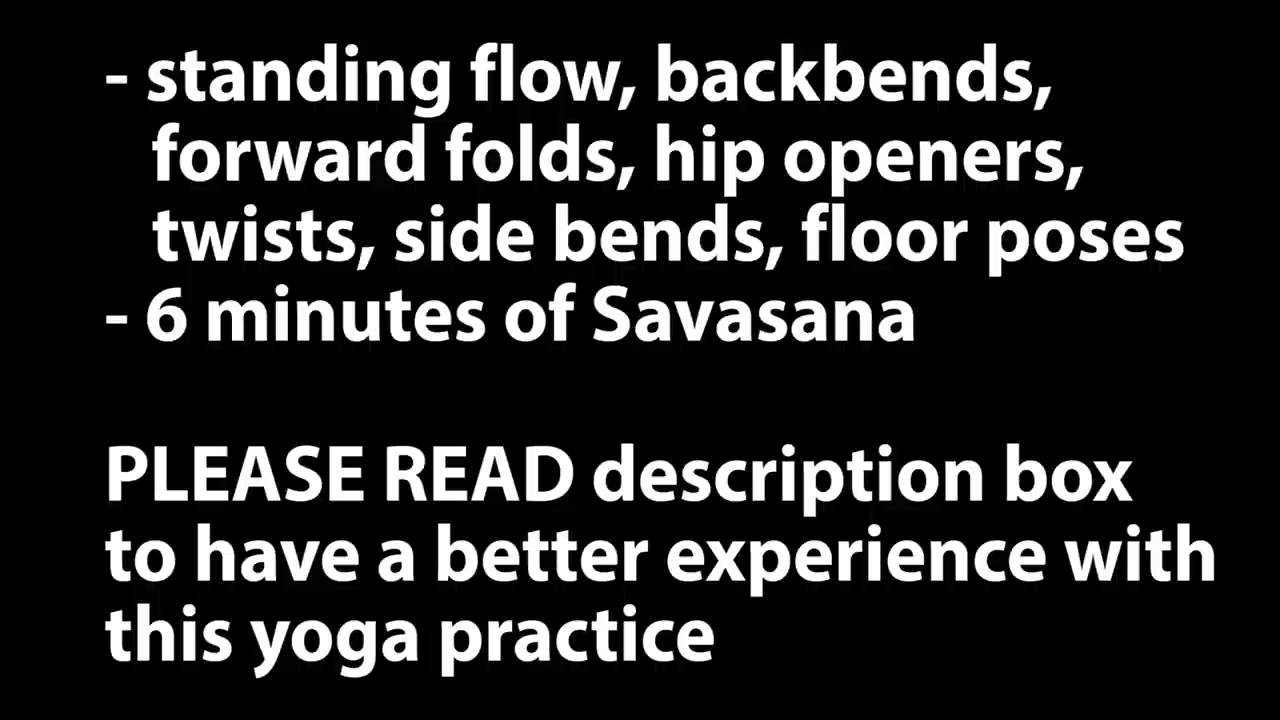 - standing flow, backbends,
forward folds, hip openers,
twists, side bends, floor poses
- 6 minutes of Savasana
PLEASE READ description box
to have a better experience with
this yoga practice